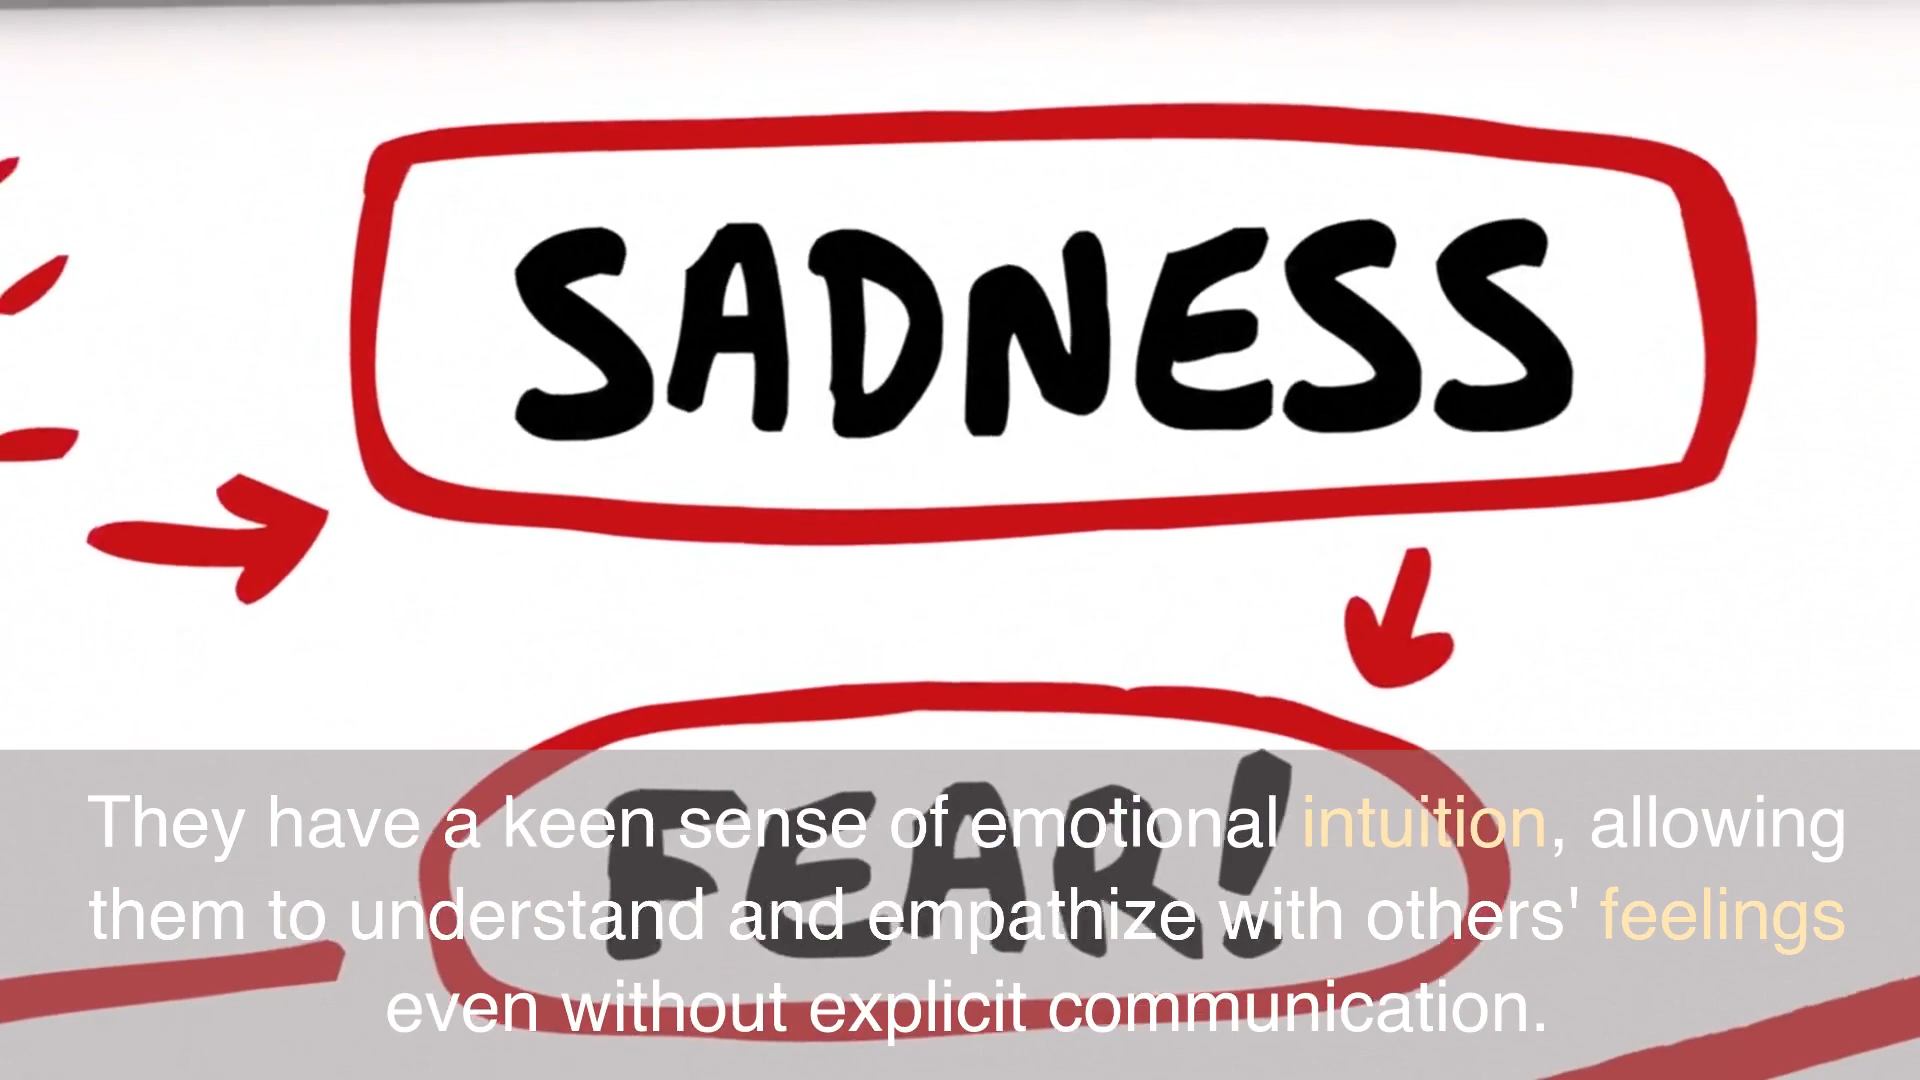 SADNESS
FEAR!
They have a keen sense of emotional intuition, allowing
them to understand and empathize with others' feelings
even without explicit communication.